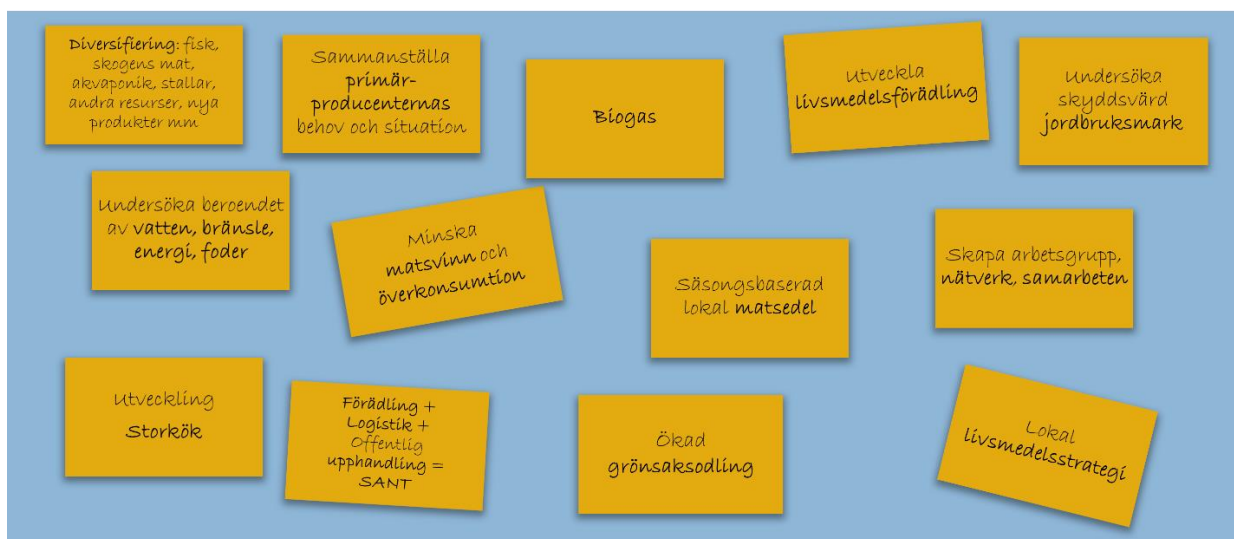 Diversifiering: fisk,
skogens mat,
akvaponik, stallar,
andra resurser, nya
produkter mm
Sammanställa
primär-
producenternas
behov och situation
Biogas
Utveckla
livsmedelsförädling
Undersöka
skyddsvärd
jordbruksmark
Undersöka beroendet
av vatten, bränsle,
energi, foder
Minska
matsvinn och
överkonsumtion
Säsongsbaserad
lokal matsedel
Skapa arbetsgrupp,
nätverk, samarbeten
Utveckling
Storkök
Förädling +
Logistik +
Offentlig
upphandling =
SANT
Ökad
grönsaksodling
Lokal
livsmedelsstrategi